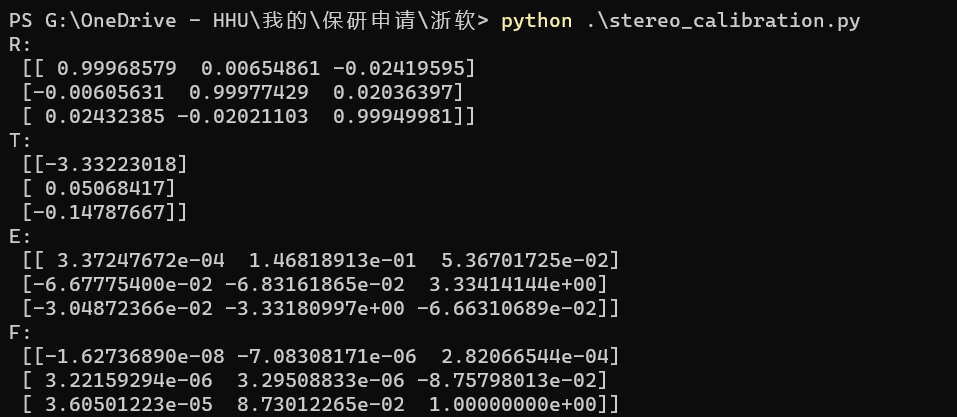 PS G:\OneDrive - HHU\我的\保研申请\浙软> python .\stereo_calibration.py
R:
[[ 0.99968579  0.00654861 -0.02419595]
[-0.00605631  0.99977429  0.02036397]
[ 0.02432385 -0.02021103  0.99949981]]
T:
[[-3.33223018]
[ 0.05068417]
[-0.14787667]]
E:
[[ 3.37247672e-04  1.46818913e-01  5.36701725e-02]
[-6.67775400e-02 -6.83161865e-02  3.33414144e+00]
[-3.04872366e-02 -3.33180997e+00 -6.66310689e-02]]
F:
[[-1.62736890e-08 -7.08308171e-06  2.82066544e-04]
[ 3.22159294e-06  3.29508833e-06 -8.75798013e-02]
[ 3.60501223e-05  8.73012265e-02  1.00000000e+00]]